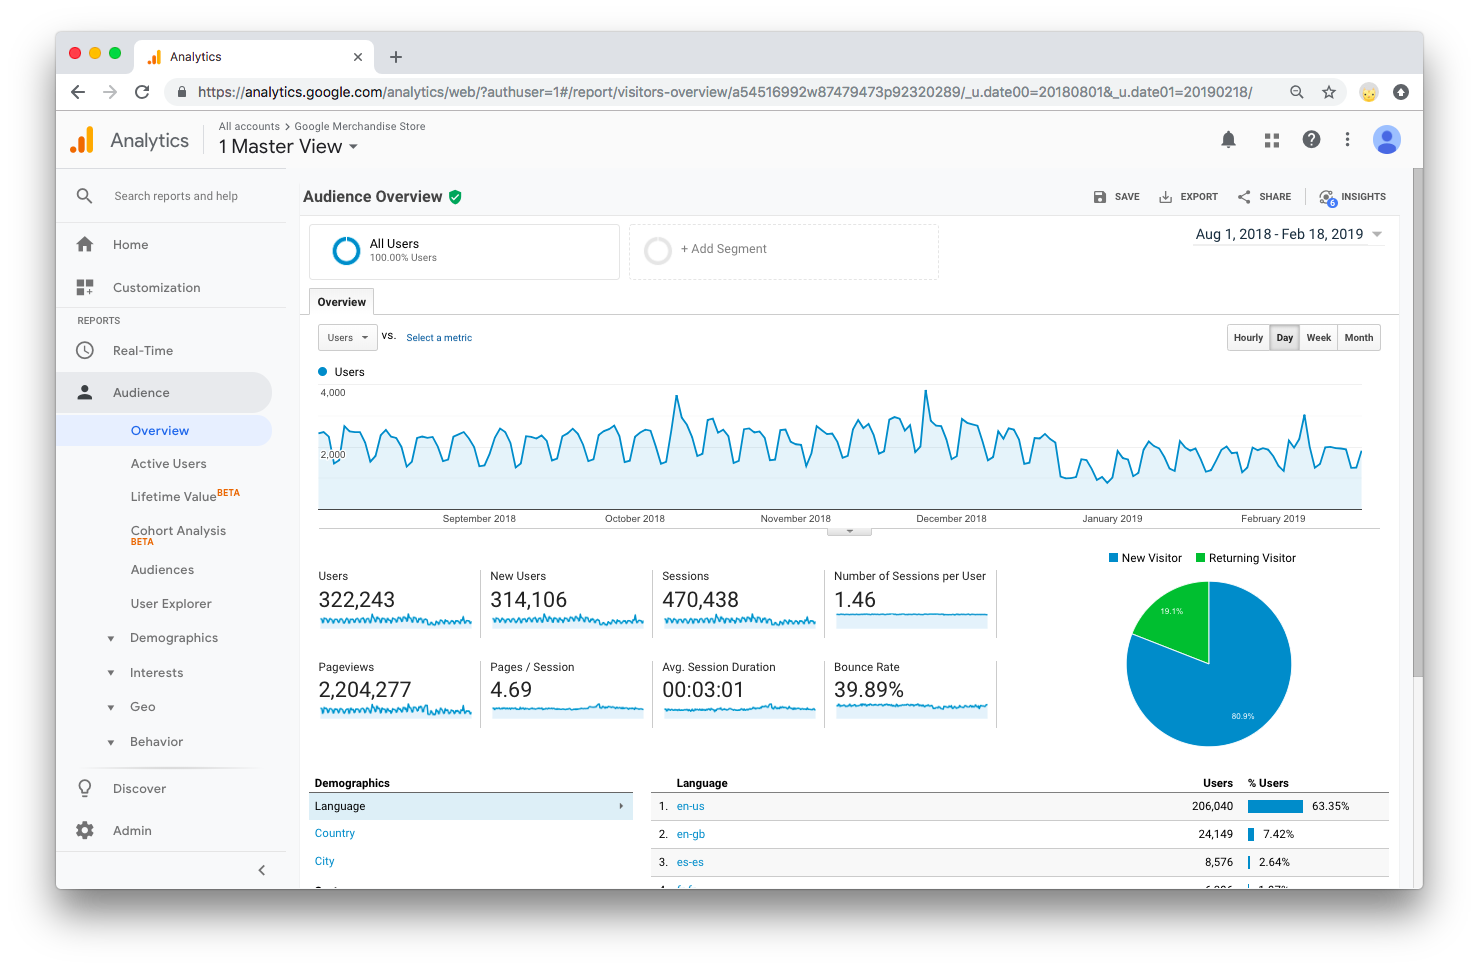 Analytics
https://analytics.google.com/analytics/web/?authuser=1#/report/visitors-overview/a54516992w87479473p92320289/_u.date00=20180801&_u.date01=20190218/
Analytics
All accounts > Google Merchandise Store
1 Master View
Search reports and help
Home
Customization
REPORTS
Real-Time
Audience
Overview
Active Users
Lifetime Value BETA
Cohort Analysis
BETA
Audiences
User Explorer
Demographics
Interests
Geo
Behavior
Discover
Admin
Audience Overview
SAVE
EXPORT
SHARE
6
INSIGHTS
All Users
100.00% Users
+ Add Segment
Aug 1, 2018 - Feb 18, 2019
Overview
Users
vs.
Select a metric
Hourly
Day
Week
Month
Users
4,000
2,000
September 2018
October 2018
November 2018
December 2018
January 2019
February 2019
Users
322,243
New Users
314,106
Sessions
470,438
Number of Sessions per User
1.46
Pageviews
2,204,277
Pages / Session
4.69
Avg. Session Duration
00:03:01
Bounce Rate
39.89%
New Visitor
Returning Visitor
19.1%
80.9%
Demographics
Language
Country
City
Language Users % Users
1. en-us 206,040 63.35%
2. en-gb 24,149 7.42%
3. es-es 8,576 2.64%